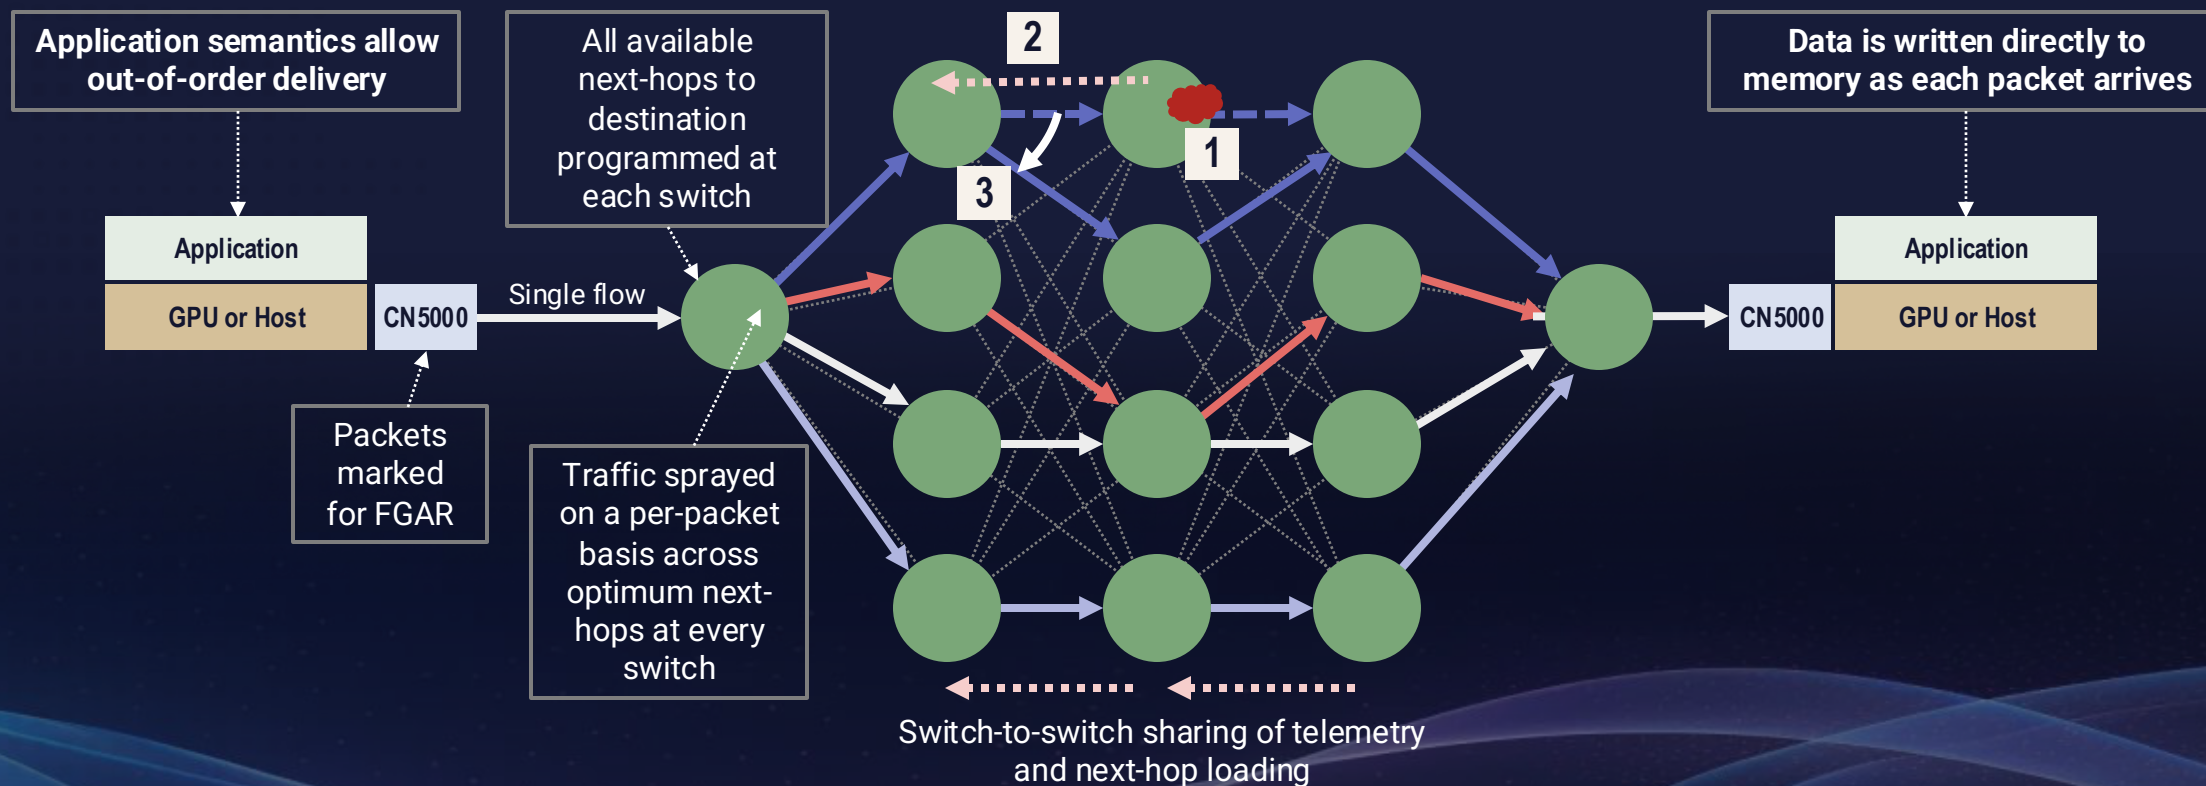 Application semantics allow
out-of-order delivery
All available
next-hops to
destination
programmed at
each switch
2
1
3
Data is written directly to
memory as each packet arrives
Application
GPU or Host
CN5000
Single flow
Packets
marked
for FGAR
Traffic sprayed
on a per-packet
basis across
optimum next-
hops at every
switch
Application
CN5000
GPU or Host
Switch-to-switch sharing of telemetry
and next-hop loading